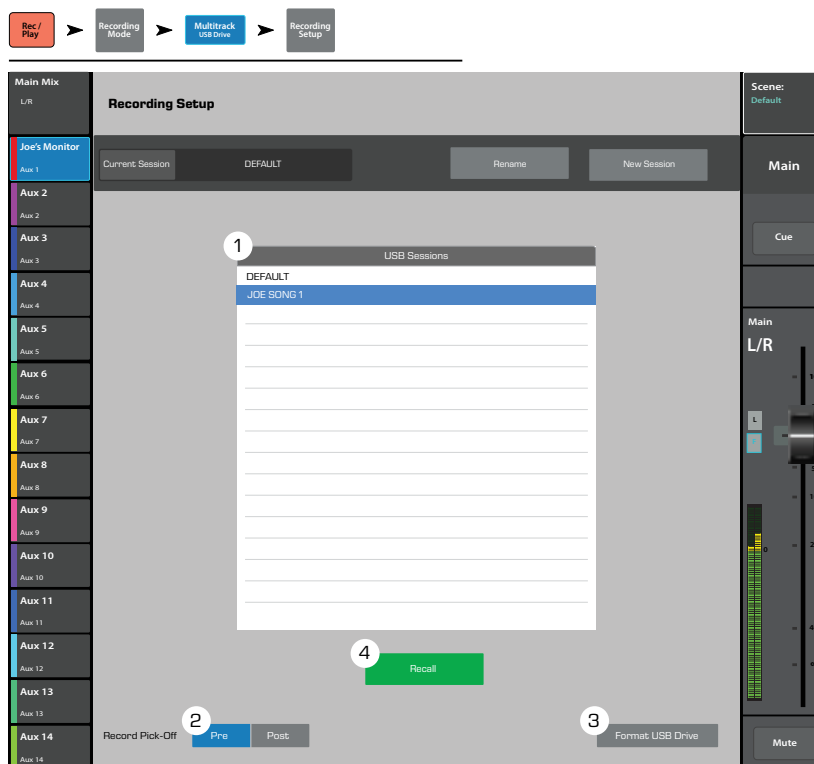 Rec /
Play
Recording
Mode
Multitrack
USB Drive
Recording
Setup
Main Mix
L/R
Recording Setup
Scene:
Default
Joe's Monitor
Aux 1
Current Session
DEFAULT
Rename
New Session
Main
Aux 2
Aux 2
Aux 3
Aux 3
Cue
1
USB Sessions
DEFAULT
JOE SONG 1
Aux 4
Aux 4
Aux 5
Aux 5
Main
L/R
Aux 6
Aux 6
Aux 7
Aux 7
L
Aux 8
Aux 8
Aux 9
Aux 9
0
Aux 10
Aux 10
Aux 11
Aux 11
Aux 12
Aux 12
4
Recall
Aux 13
Aux 13
2
Record Pick-Off
Pre
Post
3
Format USB Drive
Aux 14
Aux 14
Mute